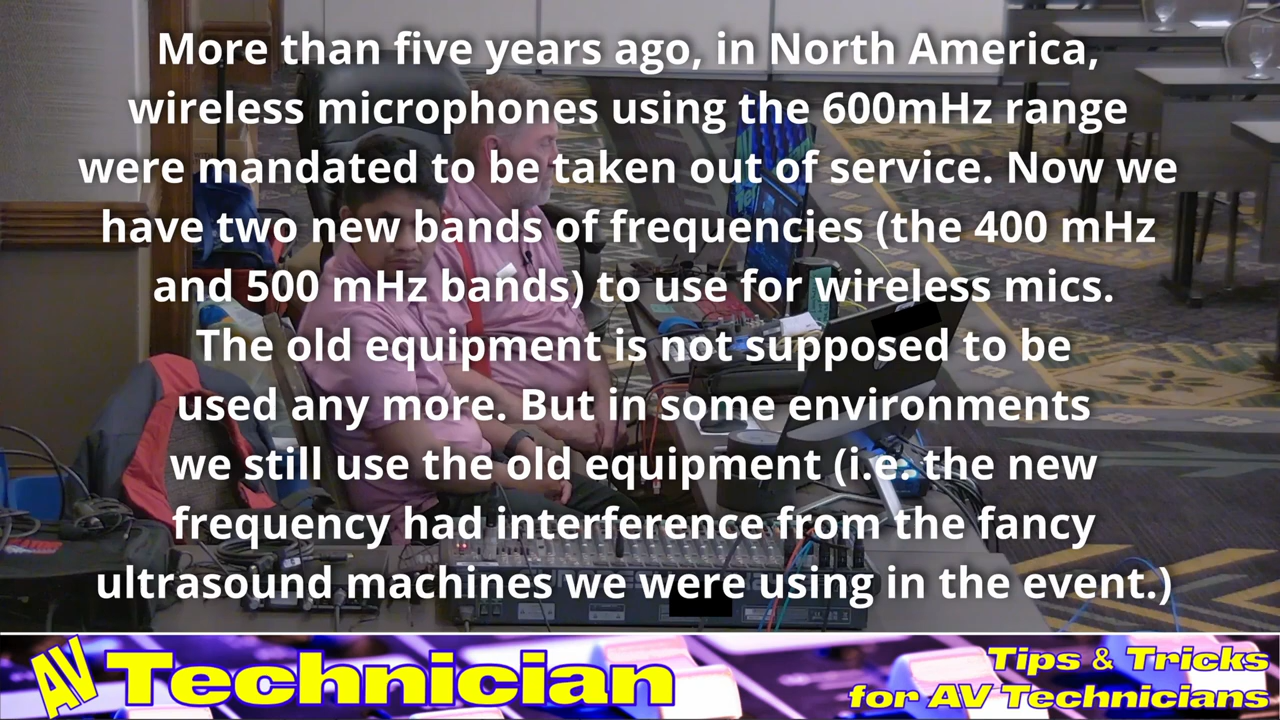 More than five years ago, in North America,
wireless microphones using the 600mHz range
were mandated to be taken out of service. Now we
have two new bands of frequencies (the 400 mHz
and 500 mHz bands) to use for wireless mics.
The old equipment is not supposed to be
used any more. But in some environments
we still use the old equipment (i.e. the new
frequency had interference from the fancy
ultrasound machines we were using in the event.)
AV Technician
Tips & Tricks
for AV Technicians